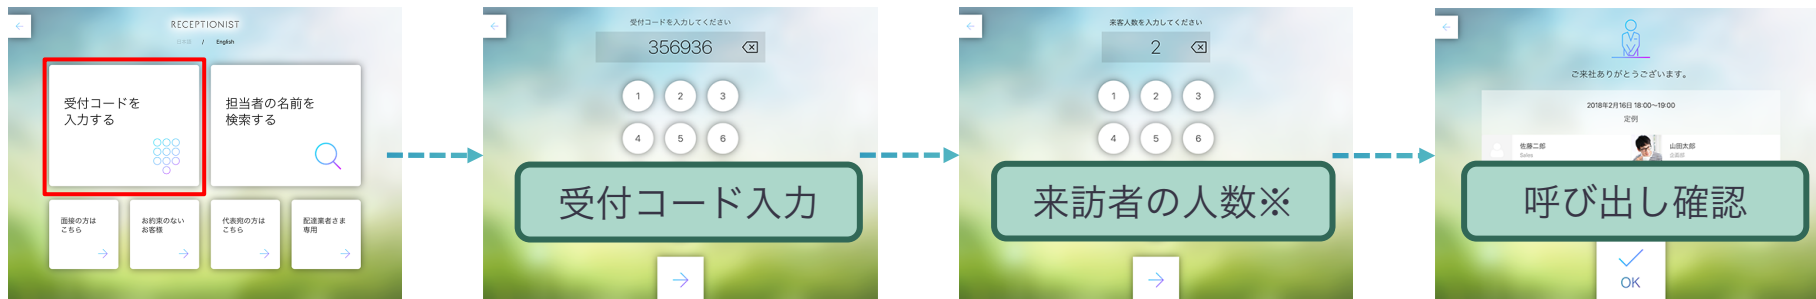 RECEPTIONIST
日本語 / English
受付コードを
入力する
担当者の名前を
検索する
面接の方は
こちら
お約束のない
お客様
代表宛の方は
こちら
配達業者さま
専用
受付コードを入力してください
356936
1 2 3
4 5 6
受付コード入力
来客人数を入力してください
2
1 2 3
4 5 6
来訪者の人数※
ご来社ありがとうございます。
2018年2月16日 18:00~19:00
定例
佐藤二郎
Sales
山田太郎
企画部
呼び出し確認
OK